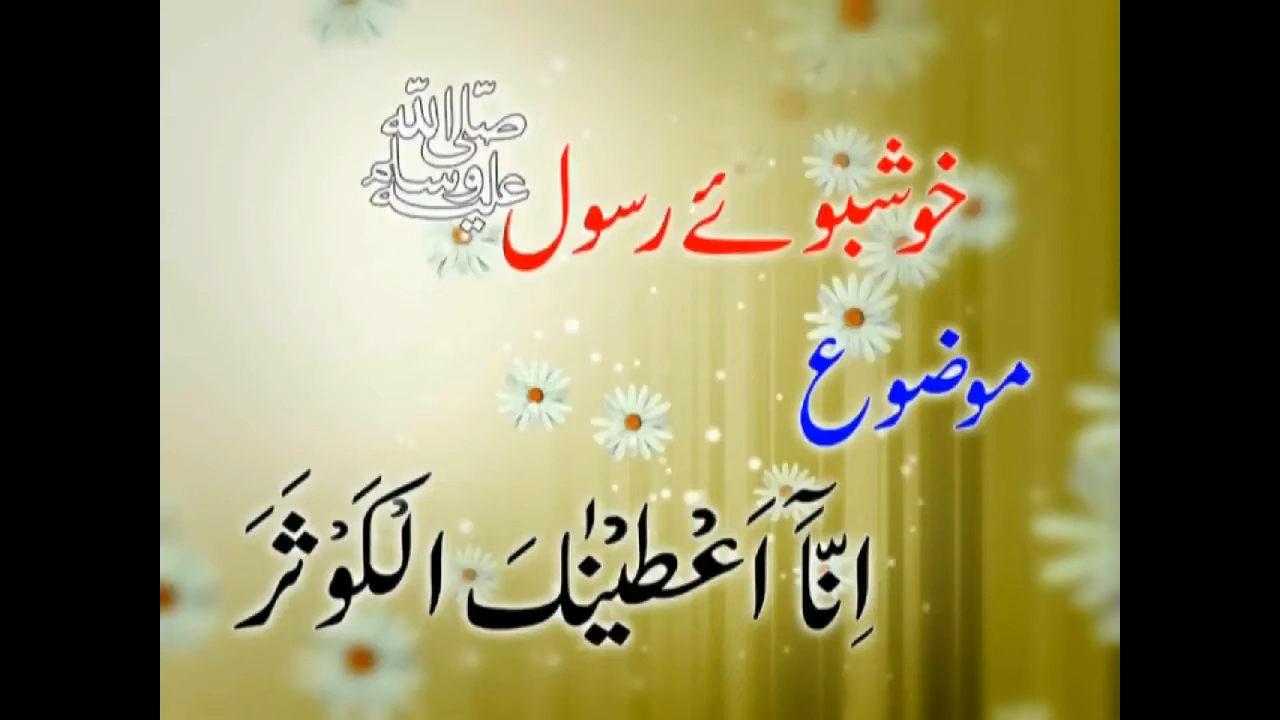 خوشبوئے رسول صلى الله عليه وسلم
موضوع
اِنَّاۤ اَعْطَیْنٰكَ الْكَوْثَرَ